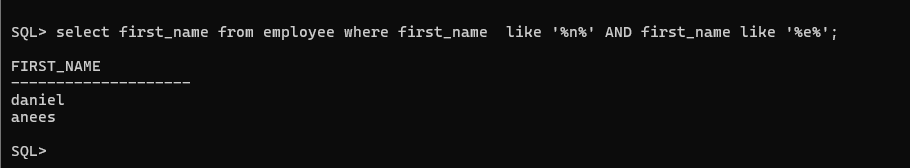 SQL> select first_name from employee where first_name  like '%n%' AND first_name like '%e%';
FIRST_NAME
--------------------
daniel
anees
SQL>